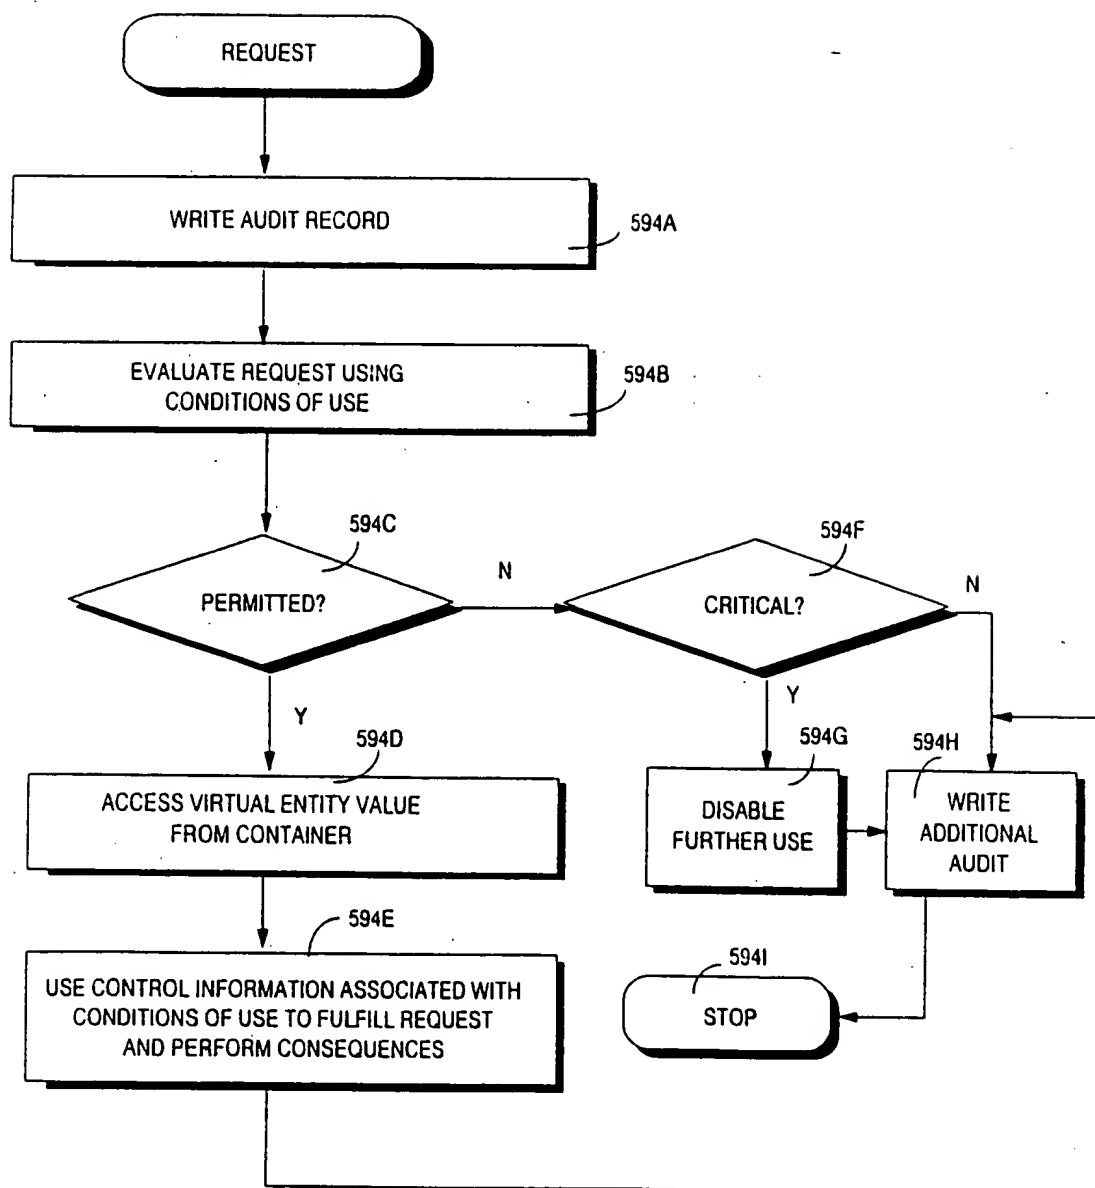 REQUEST
WRITE AUDIT RECORD
594A
EVALUATE REQUEST USING
CONDITIONS OF USE
594B
594C
PERMITTED?
N
594F
CRITICAL?
N
Y
Y
594D
ACCESS VIRTUAL ENTITY VALUE
FROM CONTAINER
594G
DISABLE
FURTHER USE
594H
WRITE
ADDITIONAL
AUDIT
594E
USE CONTROL INFORMATION ASSOCIATED WITH
CONDITIONS OF USE TO FULFILL REQUEST
AND PERFORM CONSEQUENCES
594I
STOP